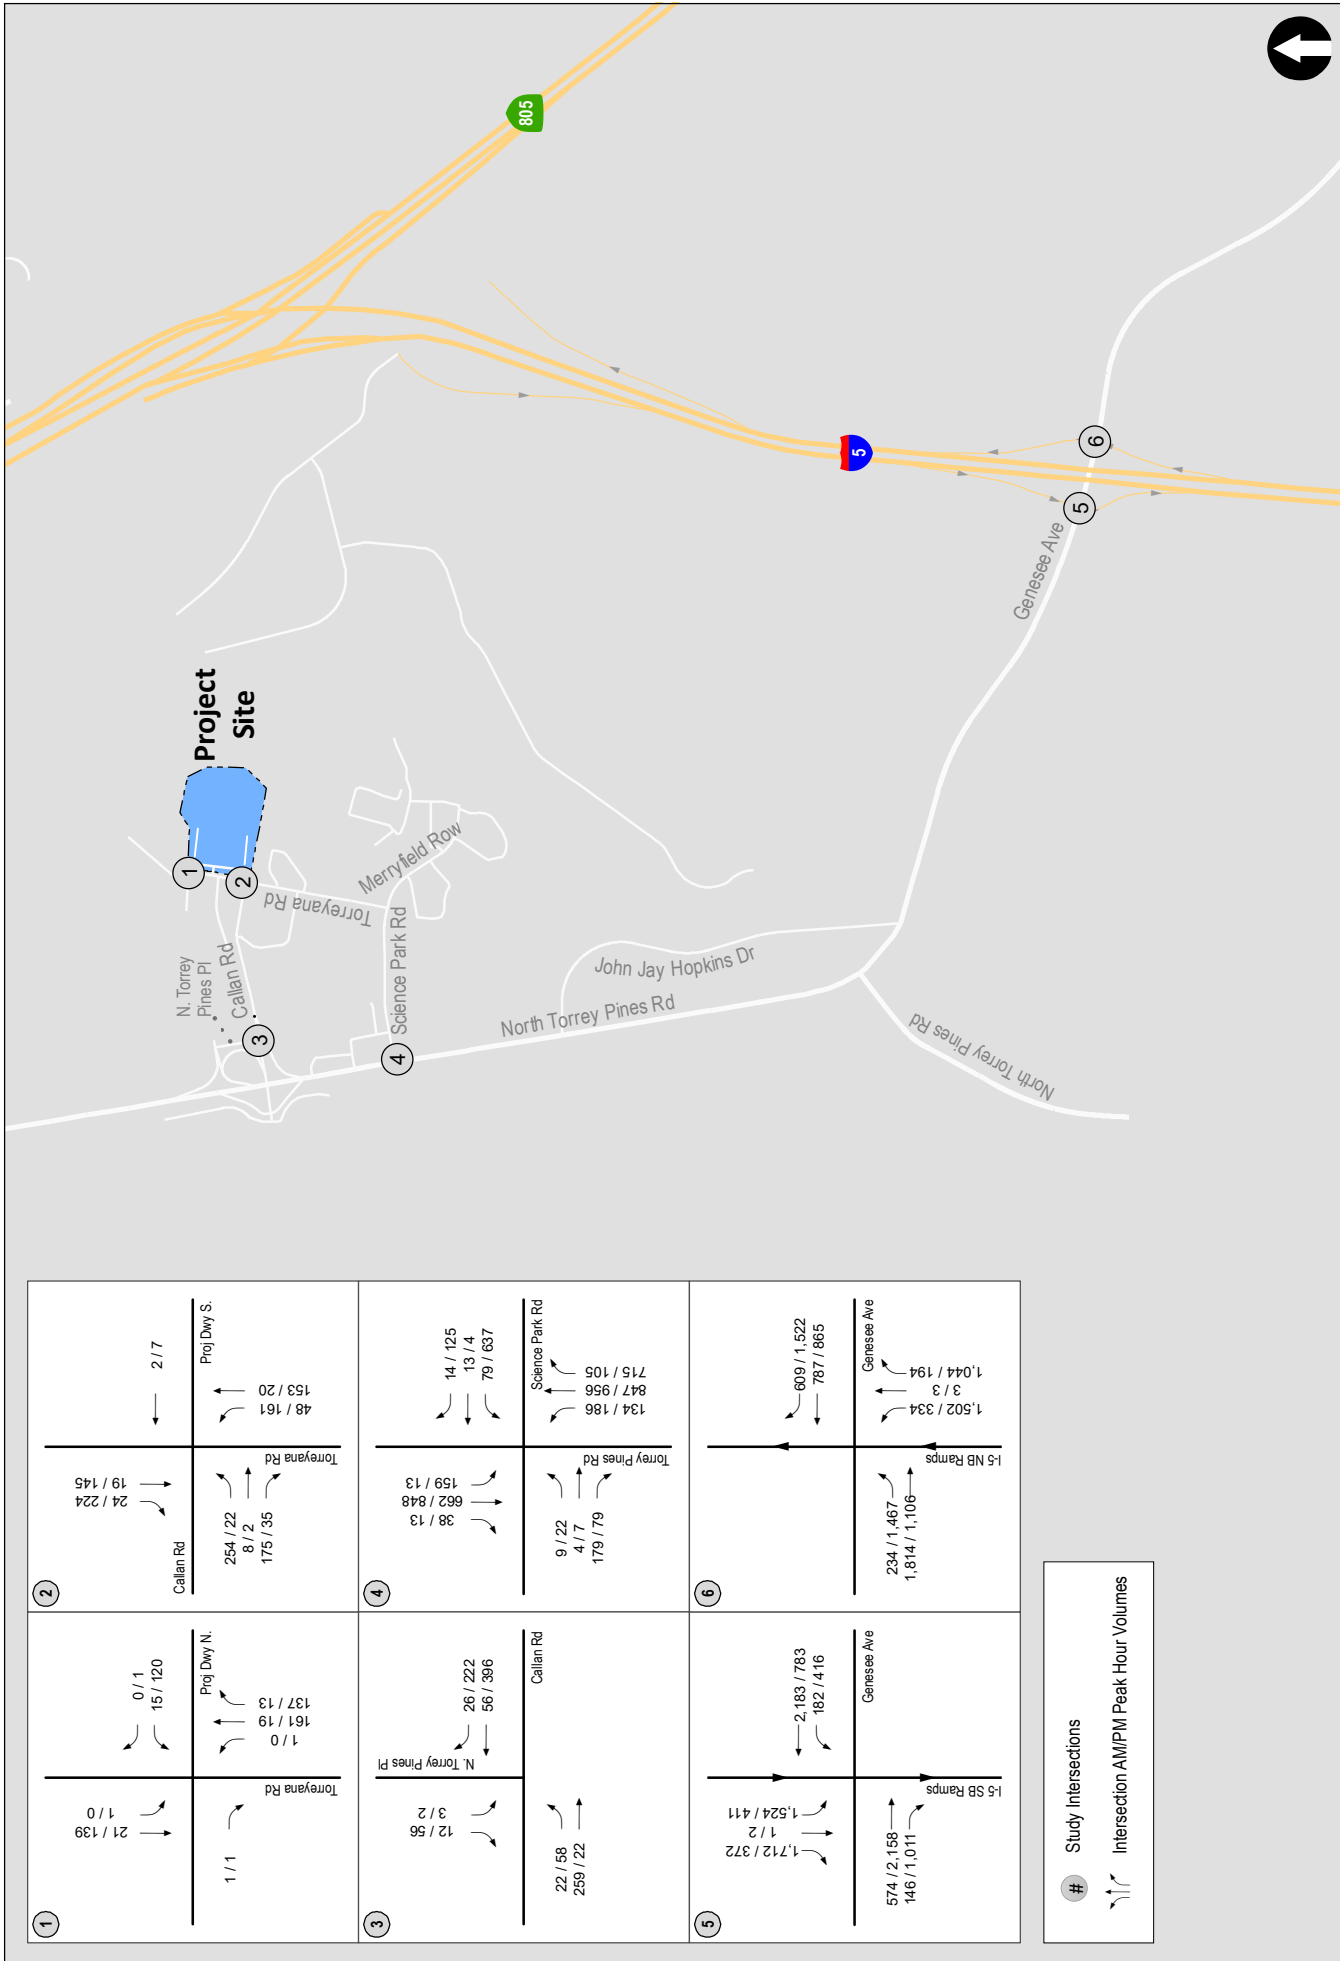 805
5
Project
Site
1
2
3
4
5
6
N. Torrey
Pines Pl
Callan Rd
Torreyana Rd
Science Park Rd
Merryfield Row
John Jay Hopkins Dr
North Torrey Pines Rd
North Torrey Pines Rd
Genesee Ave
1
21 / 139
1 / 0
0 / 1
15 / 120
Proj Dwy N.
Torreyana Rd
1 / 1
1 / 0
161 / 19
137 / 13
2
24 / 224
19 / 145
2 / 7
Callan Rd
Proj Dwy S.
Torreyana Rd
254 / 22
8 / 2
175 / 35
48 / 161
153 / 20
3
12 / 56
3 / 2
N. Torrey Pines Pl
26 / 222
56 / 396
Callan Rd
22 / 58
259 / 22
4
38 / 13
662 / 848
159 / 13
14 / 125
13 / 4
79 / 637
Science Park Rd
Torrey Pines Rd
9 / 22
4 / 7
179 / 79
134 / 186
847 / 956
715 / 105
5
1,712 / 372
1 / 2
1,524 / 411
2,183 / 783
182 / 416
Genesee Ave
I-5 SB Ramps
574 / 2,158
146 / 1,011
6
609 / 1,522
787 / 865
Genesee Ave
I-5 NB Ramps
234 / 1,467
1,814 / 1,106
1,502 / 334
3 / 3
1,044 / 194
# Study Intersections
Intersection AM/PM Peak Hour Volumes